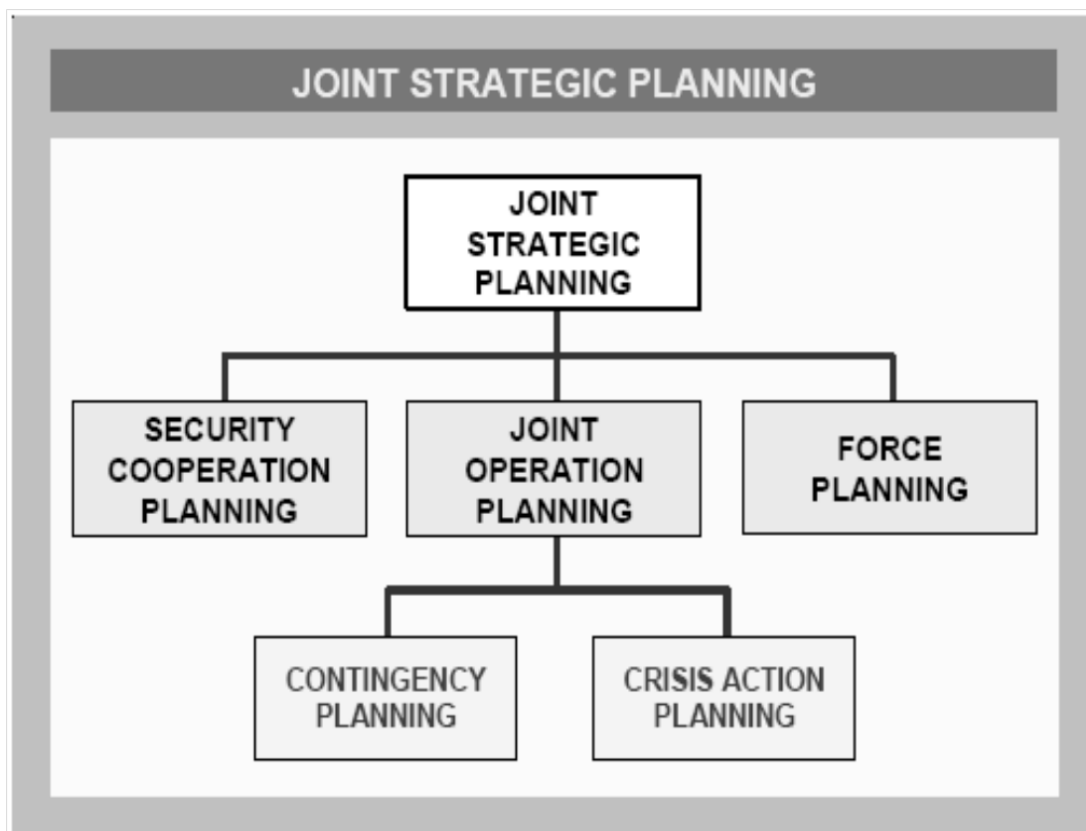 JOINT STRATEGIC PLANNING
JOINT
STRATEGIC
PLANNING
SECURITY
COOPERATION
PLANNING
JOINT
OPERATION
PLANNING
FORCE
PLANNING
CONTINGENCY
PLANNING
CRISIS ACTION
PLANNING